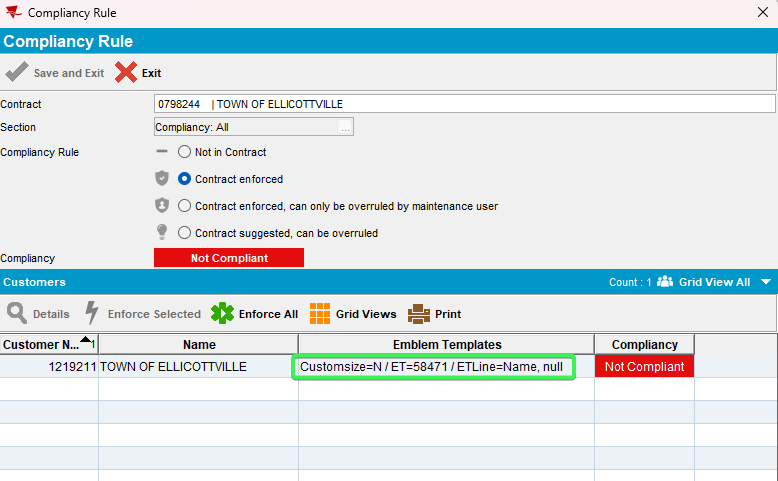 Compliancy Rule
Compliancy Rule
Save and Exit Exit
Contract 0798244 | TOWN OF ELLICOTTVILLE
Section Compliancy: All ...
Compliancy Rule Not in Contract
Contract enforced
Contract enforced, can only be overruled by maintenance user
Contract suggested, can be overruled
Compliancy Not Compliant
Customers Count : 1 Grid View All
Details Enforce Selected Enforce All Grid Views Print
Customer N... 1 Name Emblem Templates Compliancy
1219211 TOWN OF ELLICOTTVILLE Customsize=N / ET=58471 / ETLine=Name, null Not Compliant